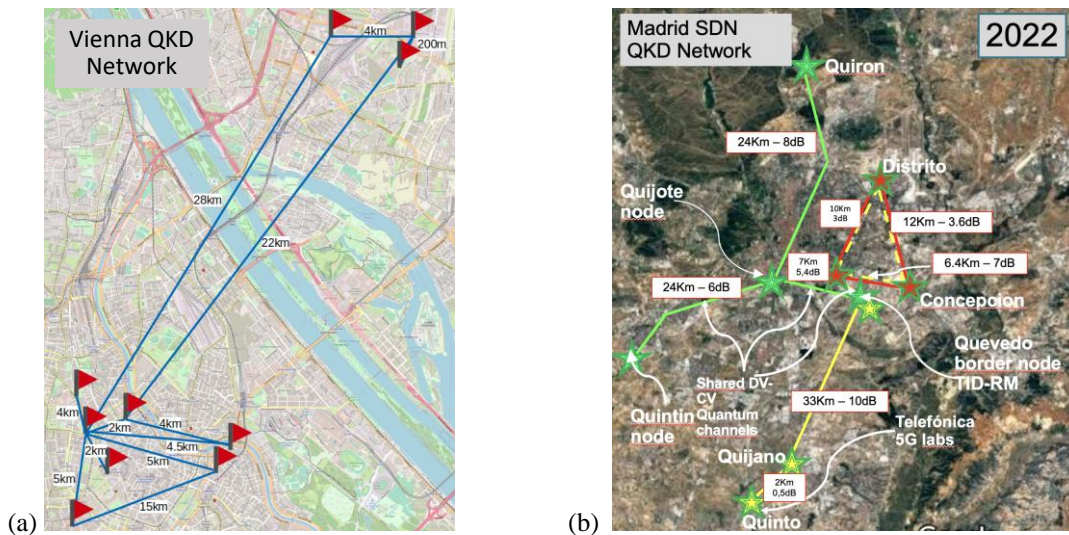 Vienna QKD
Network
4km
200m
28km
22km
4km
2km
4km
4.5km
2km
5km
5km
15km
(a)
Madrid SDN
QKD Network
2022
Quiron
24Km – 8dB
Distrito
Quijote
node
10Km
3dB
12Km – 3.6dB
7Km
5,4dB
6.4Km – 7dB
24Km – 6dB
Concepcion
Quevedo
border node
TID-RM
Shared DV-
CV
Quantum
channels
Quintin
node
33Km – 10dB
Telefónica
5G labs
Quijano
2Km
0,5dB
Quinto
(b)